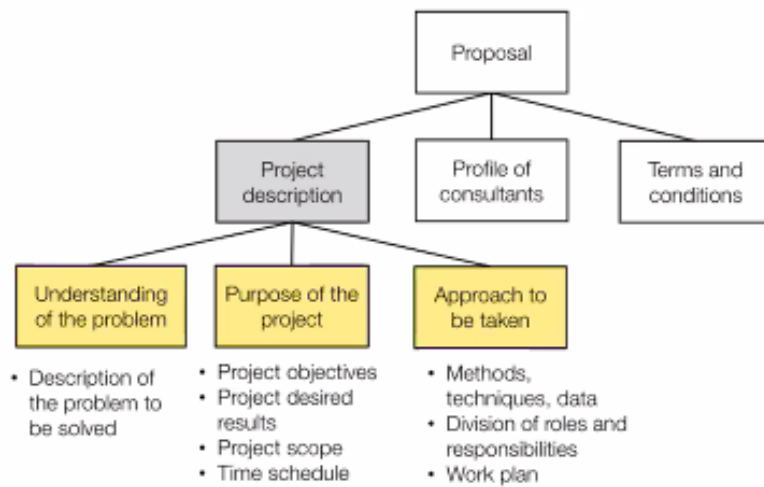 Proposal
Project
description
Profile of
consultants
Terms and
conditions
Understanding
of the problem
Purpose of the
project
Approach to
be taken
• Description of
the problem to
be solved
• Project objectives
• Project desired
results
• Project scope
• Time schedule
• Methods,
techniques, data
• Division of roles and
responsibilities
• Work plan